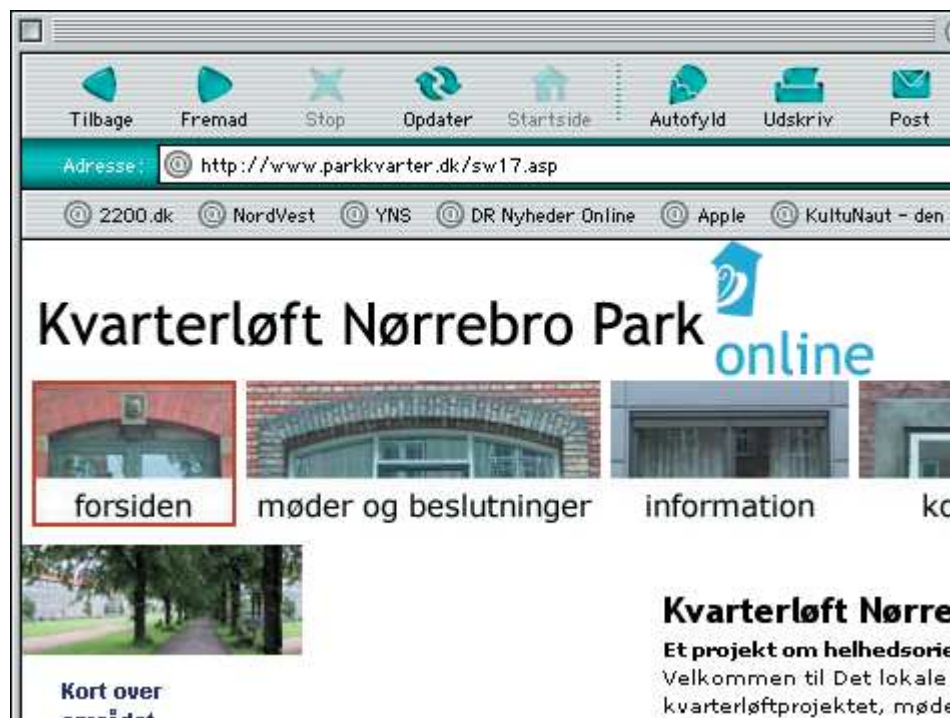 Tilbage Fremad Stop Opdater Startside Autofyld Udskriv Post
Adresse: http://www.parkkvarter.dk/sw17.asp
2200.dk NordVest YNS DR Nyheder Online Apple KultuNaut - den
Kvarterløft Nørrebro Park
online
forsiden møder og beslutninger information
Kvarterløft Nørre
Et projekt om helhedsorie
Velkommen til Det lokale
kvarterløftprojektet, møde
Kort over
området